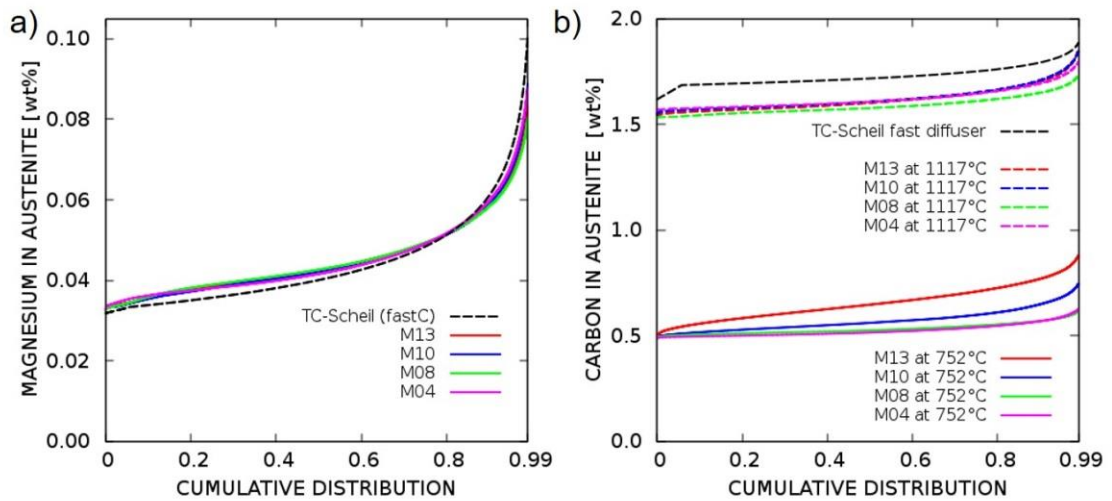 a)
MAGNESIUM IN AUSTENITE [wt%]
0.10
0.08
0.06
0.04
0.02
0.00
TC-Scheil (fastC)
M13
M10
M08
M04
0
0.2
0.4
0.6
0.8
0.99
CUMULATIVE DISTRIBUTION
b)
CARBON IN AUSTENITE [wt%]
2.0
1.5
1.0
0.5
0.0
TC-Scheil fast diffuser
M13 at 1117°C
M10 at 1117°C
M08 at 1117°C
M04 at 1117°C
M13 at 752°C
M10 at 752°C
M08 at 752°C
M04 at 752°C
0
0.2
0.4
0.6
0.8
0.99
CUMULATIVE DISTRIBUTION